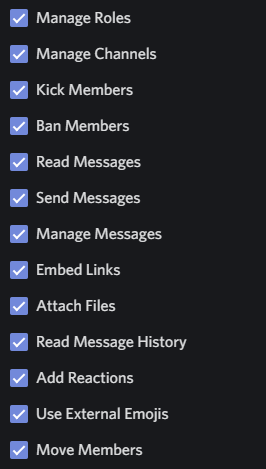 Manage Roles
Manage Channels
Kick Members
Ban Members
Read Messages
Send Messages
Manage Messages
Embed Links
Attach Files
Read Message History
Add Reactions
Use External Emojis
Move Members